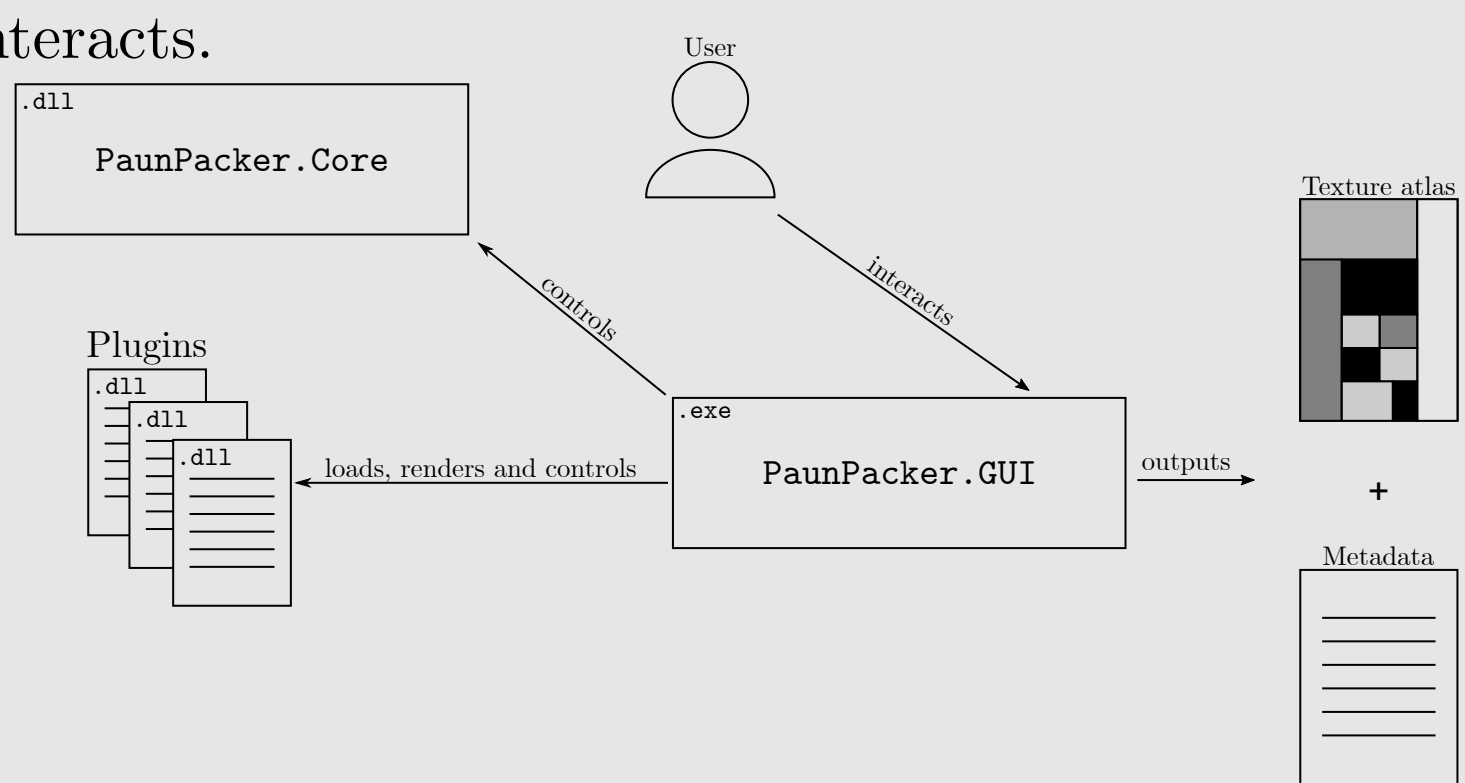 nteracts.
User
.dll
PaunPacker.Core
Texture atlas
interacts
controls
Plugins
.dll
.dll
.dll
loads, renders and controls
.exe
PaunPacker.GUI
outputs
+
Metadata